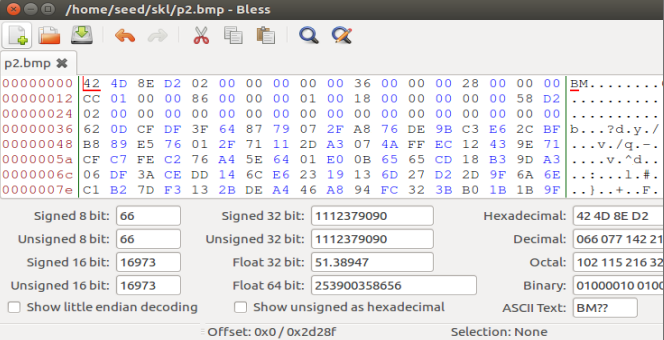 /home/seed/skl/p2.bmp - Bless
p2.bmp
00000000 42 4D 8E D2 02 00 00 00 00 00 36 00 00 00 28 00 00 00 BM........
00000012 CC 01 00 00 86 00 00 00 01 00 18 00 00 00 00 00 58 D2
00000024 02 00 00 00 00 00 00 00 00 00 00 00 00 00 00 00 00 00
00000036 62 0D CF DF 3F 64 87 79 07 2F A8 76 DE 9B C3 E6 2C BF b...?d.y./
00000048 B8 89 E5 76 01 2F 71 11 2D A3 07 4A FF EC 12 43 9E 71 ...v./q-..
0000005a CF C7 FE C2 76 A4 5E 64 01 E0 0B 65 65 CD 18 B3 9D A3 ....v.^d..
0000006c 06 DF 3A CE DD 14 6C E6 23 19 13 6D 27 D2 2D 9F 6A 6E ..:...l.#.
0000007e C1 B2 7D F3 13 2B DE A4 46 A8 94 FC 32 3B B0 1B 1B 9F ..}..+..F.
Signed 8 bit: 66 Signed 32 bit: 1112379090 Hexadecimal: 42 4D 8E D2
Unsigned 8 bit: 66 Unsigned 32 bit: 1112379090 Decimal: 066 077 142 21
Signed 16 bit: 16973 Float 32 bit: 51.38947 Octal: 102 115 216 32
Unsigned 16 bit: 16973 Float 64 bit: 253900358656 Binary: 01000010 0100
Show little endian decoding Show unsigned as hexadecimal ASCII Text: BM??
Offset: 0x0 / 0x2d28f Selection: None